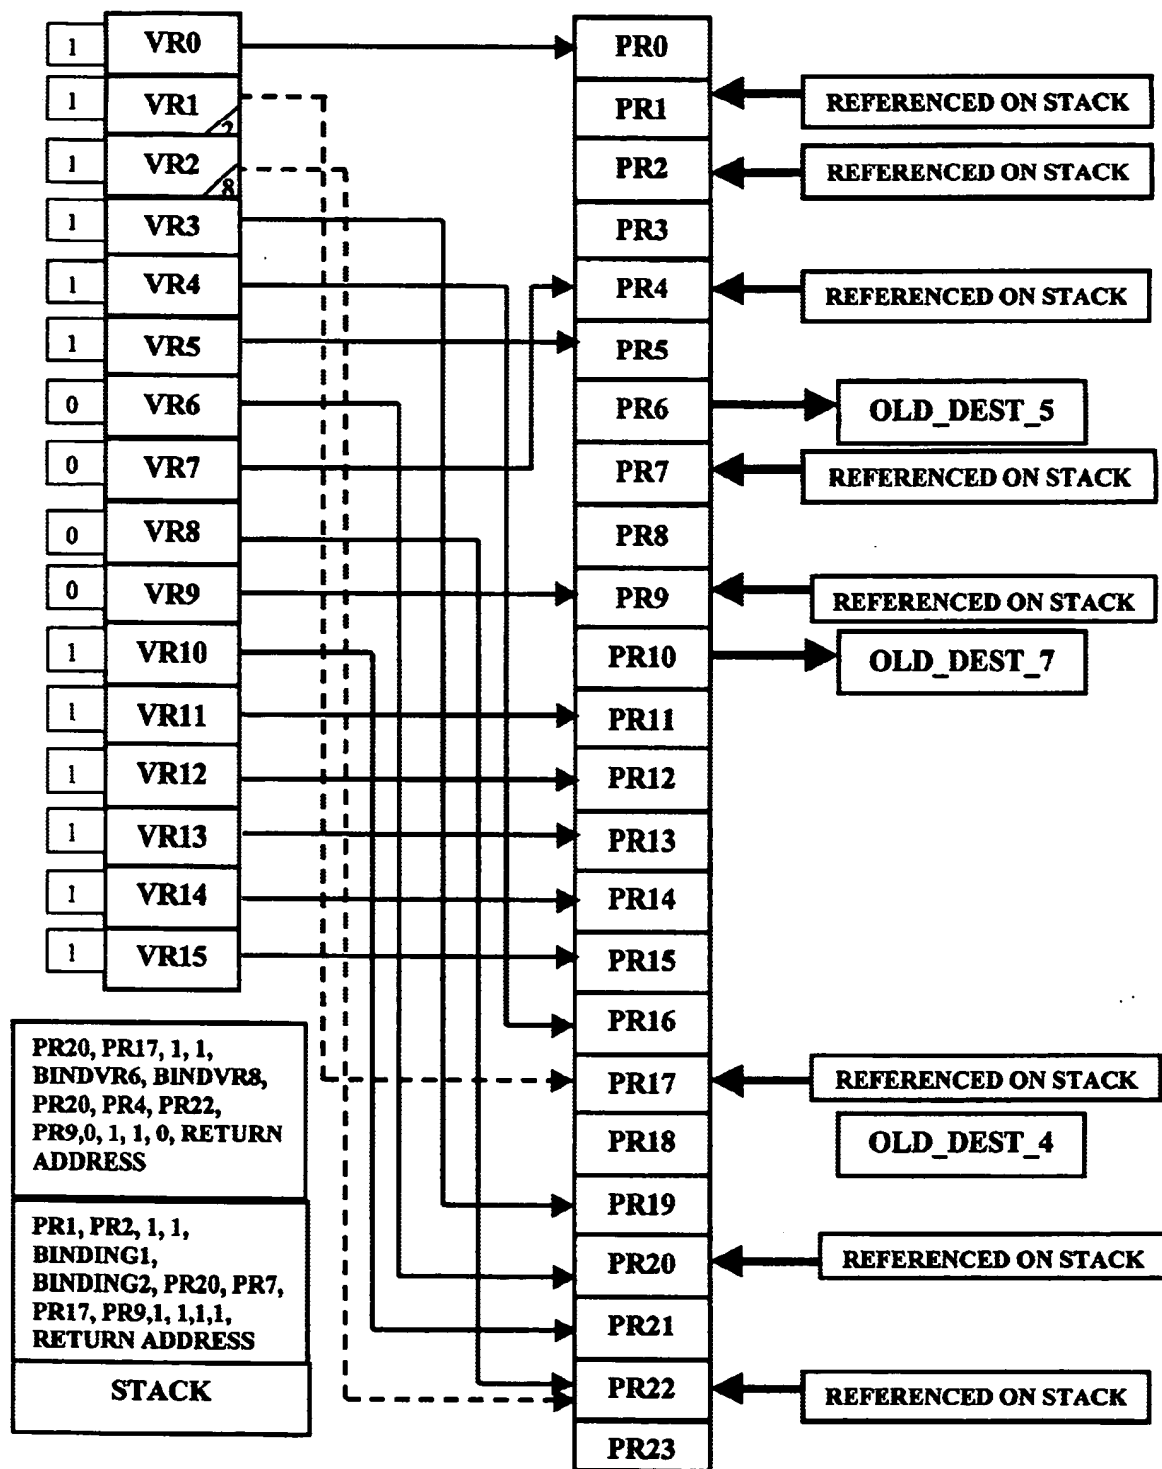 1 VR0 PR0
1 VR1 2 PR1 REFERENCED ON STACK
1 VR2 8 PR2 REFERENCED ON STACK
1 VR3 PR3
1 VR4 PR4 REFERENCED ON STACK
1 VR5 PR5
0 VR6 PR6 OLD_DEST_5
0 VR7 PR7 REFERENCED ON STACK
0 VR8 PR8
0 VR9 PR9 REFERENCED ON STACK
1 VR10 PR10 OLD_DEST_7
1 VR11 PR11
1 VR12 PR12
1 VR13 PR13
1 VR14 PR14
1 VR15 PR15
PR16
PR17 REFERENCED ON STACK
PR18 OLD_DEST_4
PR19
PR20 REFERENCED ON STACK
PR21
PR22 REFERENCED ON STACK
PR23
PR20, PR17, 1, 1,
BINDVR6, BINDVR8,
PR20, PR4, PR22,
PR9,0, 1, 1, 0, RETURN
ADDRESS
PR1, PR2, 1, 1,
BINDING1,
BINDING2, PR20, PR7,
PR17, PR9,1, 1,1,1,
RETURN ADDRESS
STACK